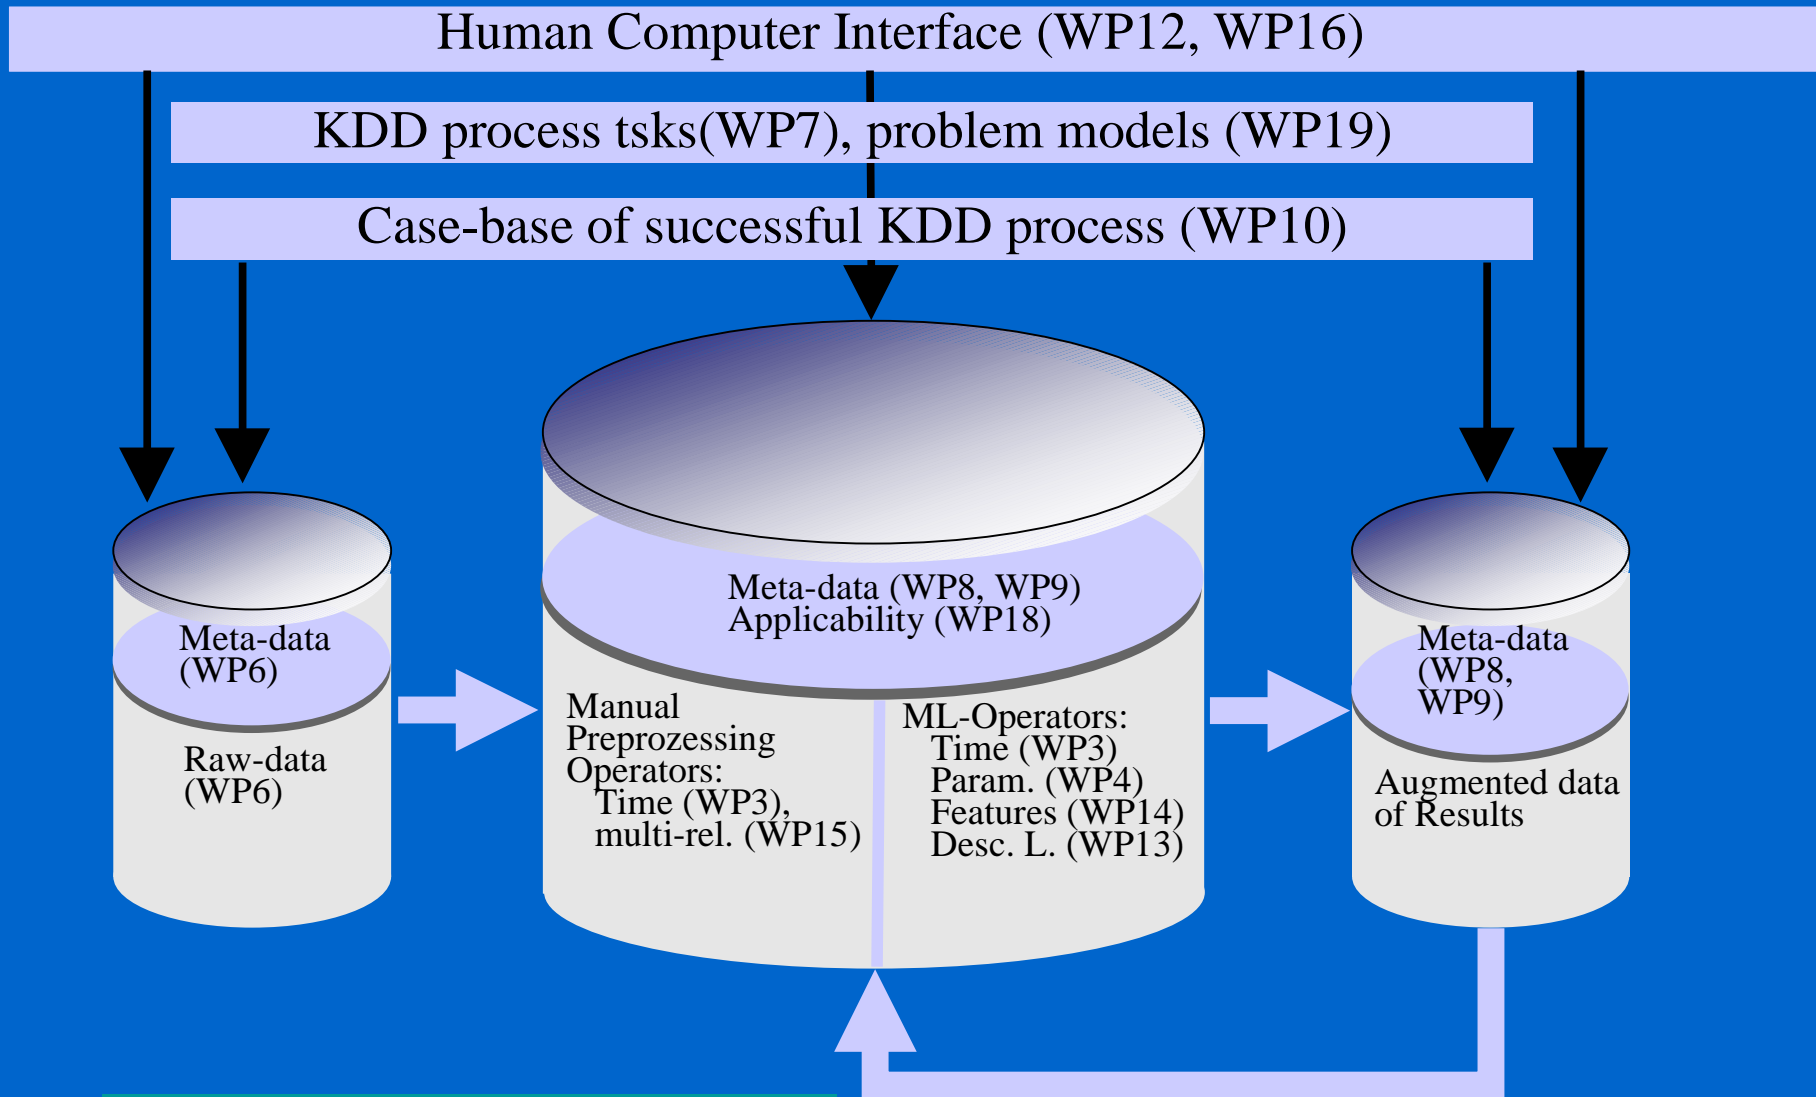 Human Computer Interface (WP12, WP16)
KDD process tsks(WP7), problem models (WP19)
Case-base of successful KDD process (WP10)
Meta-data
(WP6)
Raw-data
(WP6)
Meta-data (WP8, WP9)
Applicability (WP18)
Manual
Preprozessing
Operators:
Time (WP3),
multi-rel. (WP15)
ML-Operators:
Time (WP3)
Param. (WP4)
Features (WP14)
Desc. L. (WP13)
Meta-data
(WP8,
WP9)
Augmented data
of Results